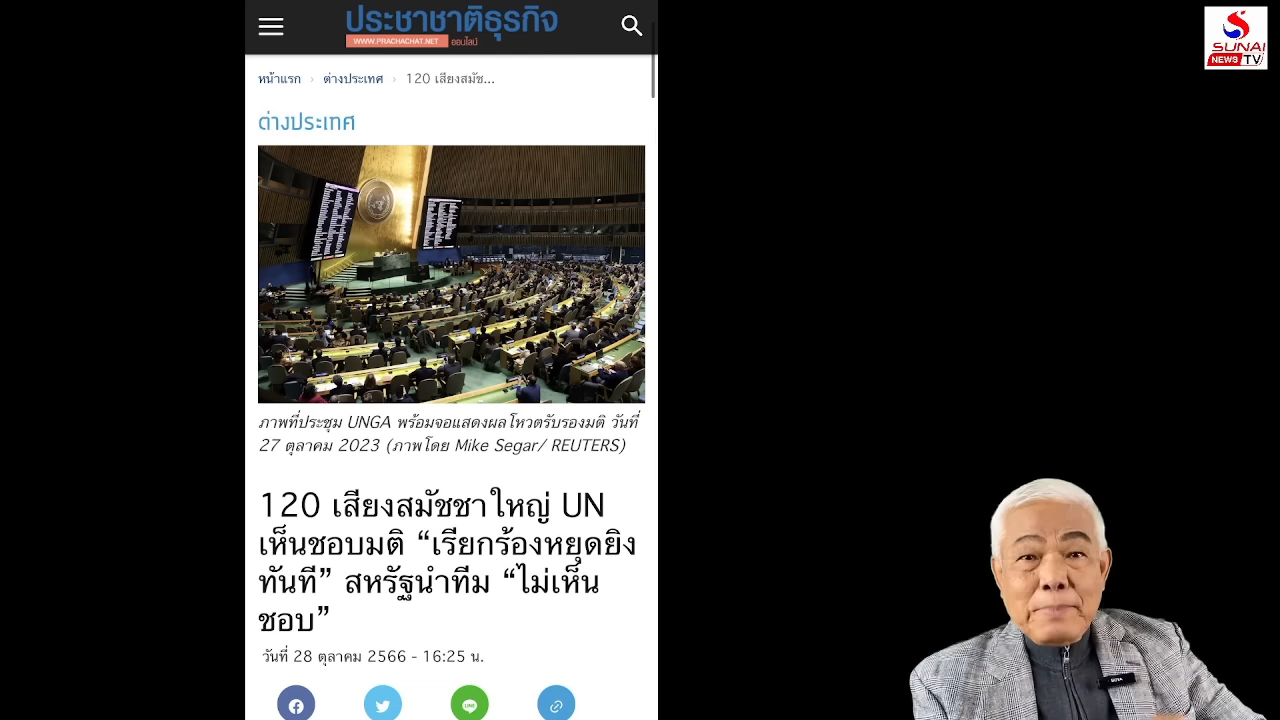 ประชาชาติธุรกิจ
WWW.PRACHACHAT.NET ออนไลน์
SUNAI
NEWS TV
หน้าแรก › ต่างประเทศ › 120 เสียงสมัช...
ต่างประเทศ
ภาพที่ประชุม UNGA พร้อมจอแสดงผลโหวตรับรองมติ วันที่
27 ตุลาคม 2023 (ภาพโดย Mike Segar/ REUTERS)
120 เสียงสมัชชาใหญ่ UN
เห็นชอบมติ “เรียกร้องหยุดยิง
ทันที” สหรัฐนำทีม “ไม่เห็น
ชอบ”
วันที่ 28 ตุลาคม 2566 - 16:25 น.
LINE